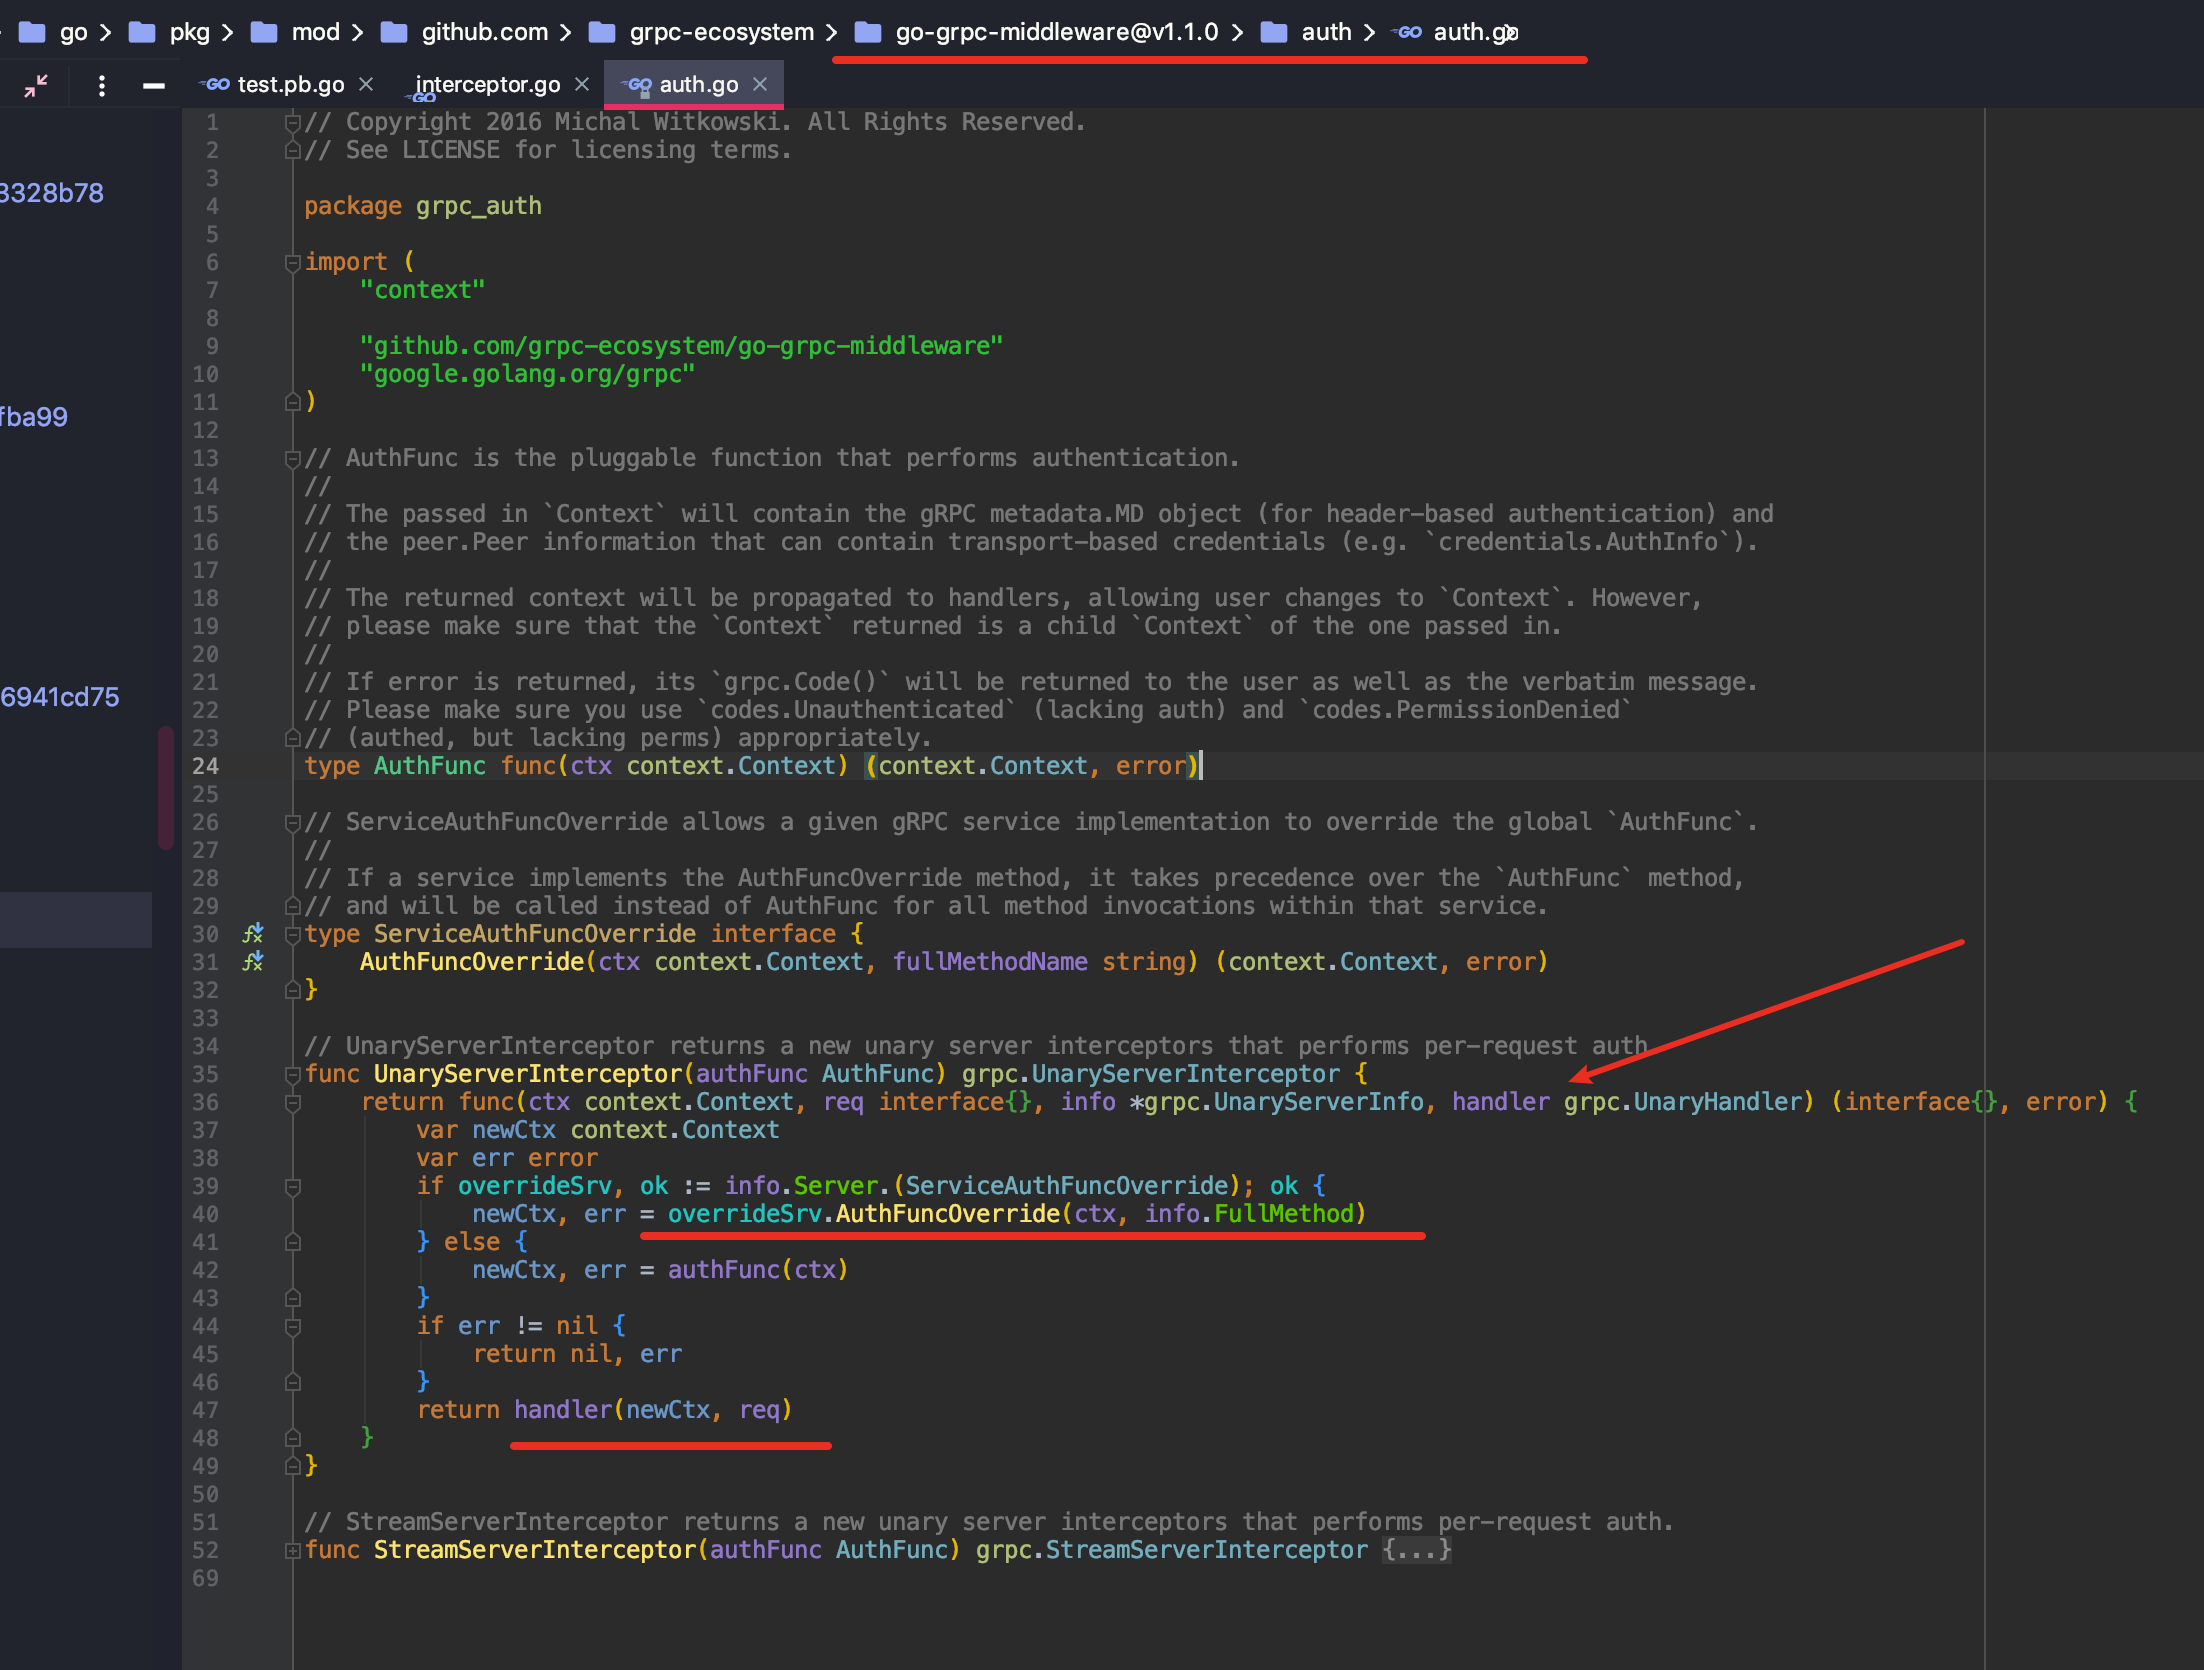 go > pkg > mod > github.com > grpc-ecosystem > go-grpc-middleware@v1.1.0 > auth > auth.go
test.pb.go × interceptor.go × auth.go ×
3328b78
fba99
6941cd75
1 // Copyright 2016 Michal Witkowski. All Rights Reserved.
2 // See LICENSE for licensing terms.
3
4 package grpc_auth
5
6 import (
7     "context"
8
9     "github.com/grpc-ecosystem/go-grpc-middleware"
10     "google.golang.org/grpc"
11 )
12
13 // AuthFunc is the pluggable function that performs authentication.
14 //
15 // The passed in `Context` will contain the gRPC metadata.MD object (for header-based authentication) and
16 // the peer.Peer information that can contain transport-based credentials (e.g. `credentials.AuthInfo`).
17 //
18 // The returned context will be propagated to handlers, allowing user changes to `Context`. However,
19 // please make sure that the `Context` returned is a child `Context` of the one passed in.
20 //
21 // If error is returned, its `grpc.Code()` will be returned to the user as well as the verbatim message.
22 // Please make sure you use `codes.Unauthenticated` (lacking auth) and `codes.PermissionDenied`
23 // (authed, but lacking perms) appropriately.
24 type AuthFunc func(ctx context.Context) (context.Context, error)
25
26 // ServiceAuthFuncOverride allows a given gRPC service implementation to override the global `AuthFunc`.
27 //
28 // If a service implements the AuthFuncOverride method, it takes precedence over the `AuthFunc` method,
29 // and will be called instead of AuthFunc for all method invocations within that service.
30 type ServiceAuthFuncOverride interface {
31     AuthFuncOverride(ctx context.Context, fullMethodName string) (context.Context, error)
32 }
33
34 // UnaryServerInterceptor returns a new unary server interceptors that performs per-request auth
35 func UnaryServerInterceptor(authFunc AuthFunc) grpc.UnaryServerInterceptor {
36     return func(ctx context.Context, req interface{}, info *grpc.UnaryServerInfo, handler grpc.UnaryHandler) (interface{}, error) {
37         var newCtx context.Context
38         var err error
39         if overrideSrv, ok := info.Server.(ServiceAuthFuncOverride); ok {
40             newCtx, err = overrideSrv.AuthFuncOverride(ctx, info.FullMethod)
41         } else {
42             newCtx, err = authFunc(ctx)
43         }
44         if err != nil {
45             return nil, err
46         }
47         return handler(newCtx, req)
48     }
49 }
50
51 // StreamServerInterceptor returns a new unary server interceptors that performs per-request auth.
52 func StreamServerInterceptor(authFunc AuthFunc) grpc.StreamServerInterceptor {...}
69